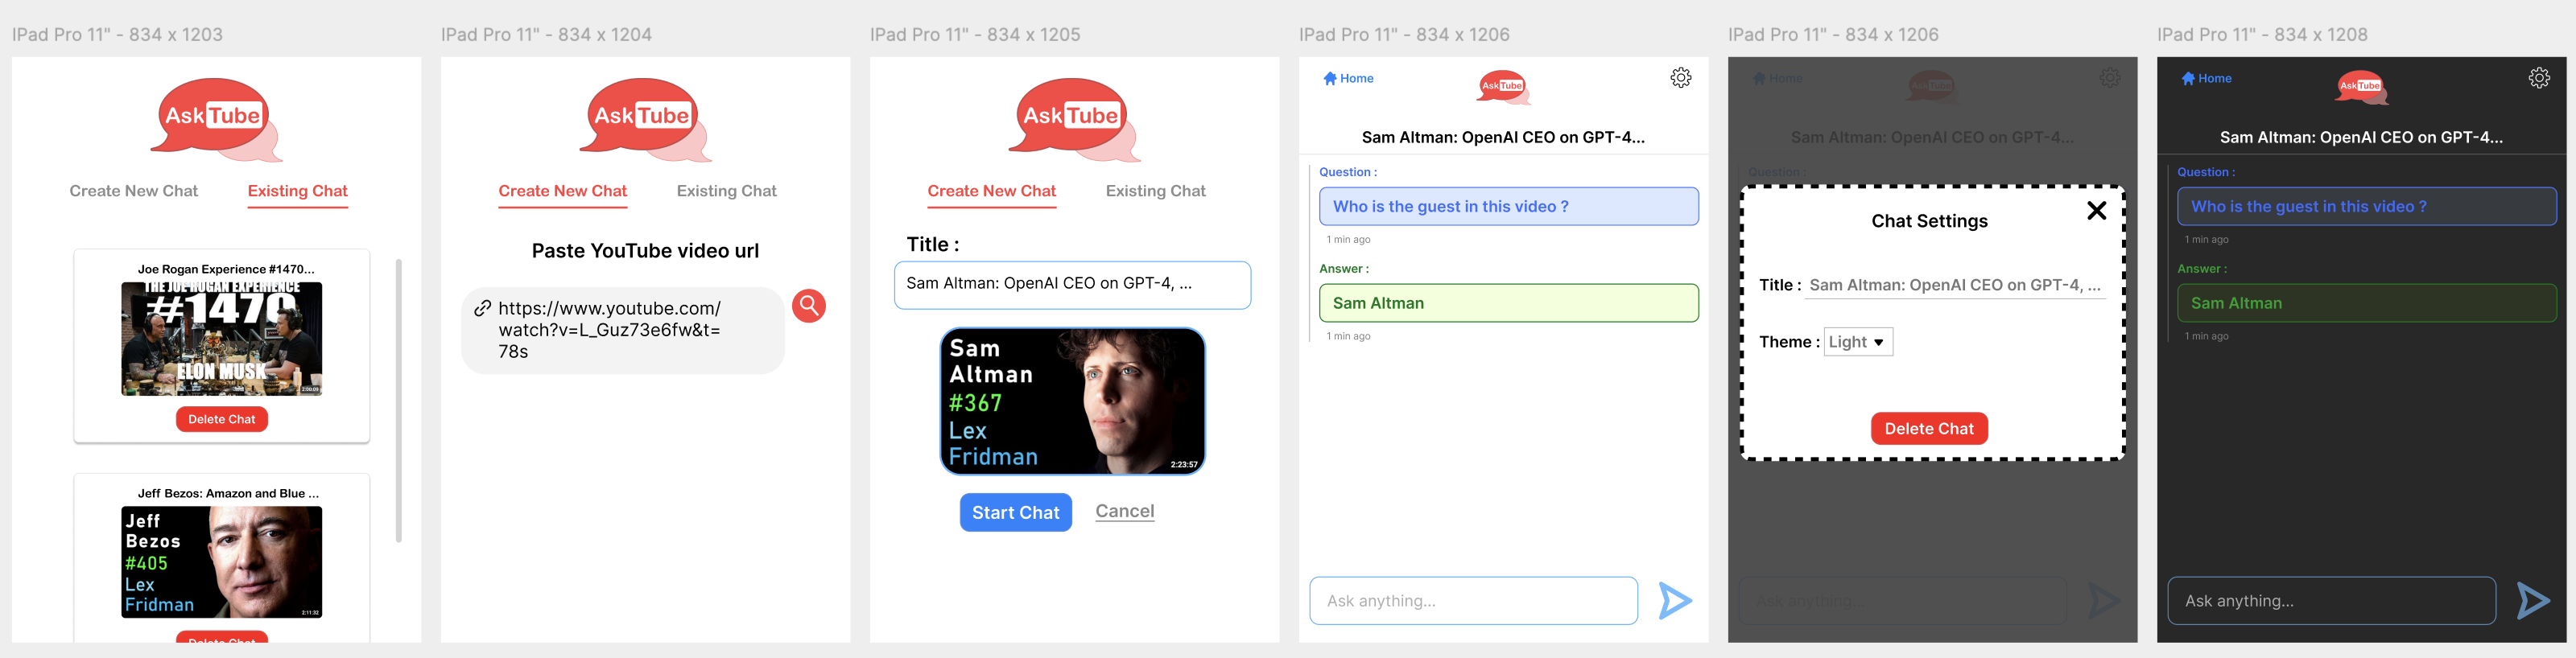 IPad Pro 11" - 834 x 1203
AskTube
Create New Chat
Existing Chat
Joe Rogan Experience #1470...
THE JOE ROGAN EXPERIENCE
#1470
ELON MUSK
2:00:09
Delete Chat
Jeff Bezos: Amazon and Blue ...
Jeff
Bezos
#405
Lex
Fridman
2:11:32
Delete Chat
IPad Pro 11" - 834 x 1204
AskTube
Create New Chat
Existing Chat
Paste YouTube video url
https://www.youtube.com/
watch?v=L_Guz73e6fw&t=
78s
IPad Pro 11" - 834 x 1205
AskTube
Create New Chat
Existing Chat
Title :
Sam Altman: OpenAI CEO on GPT-4, ...
Sam
Altman
#367
Lex
Fridman
2:23:57
Start Chat
Cancel
IPad Pro 11" - 834 x 1206
Home
AskTube
Sam Altman: OpenAI CEO on GPT-4...
Question :
Who is the guest in this video ?
1 min ago
Answer :
Sam Altman
1 min ago
Ask anything...
IPad Pro 11" - 834 x 1206
Home
AskTube
Sam Altman: OpenAI CEO on GPT-4...
Question :
Chat Settings
Title : Sam Altman: OpenAI CEO on GPT-4, ...
Theme : Light
Delete Chat
Ask anything...
IPad Pro 11" - 834 x 1208
Home
AskTube
Sam Altman: OpenAI CEO on GPT-4...
Question :
Who is the guest in this video ?
1 min ago
Answer :
Sam Altman
1 min ago
Ask anything...